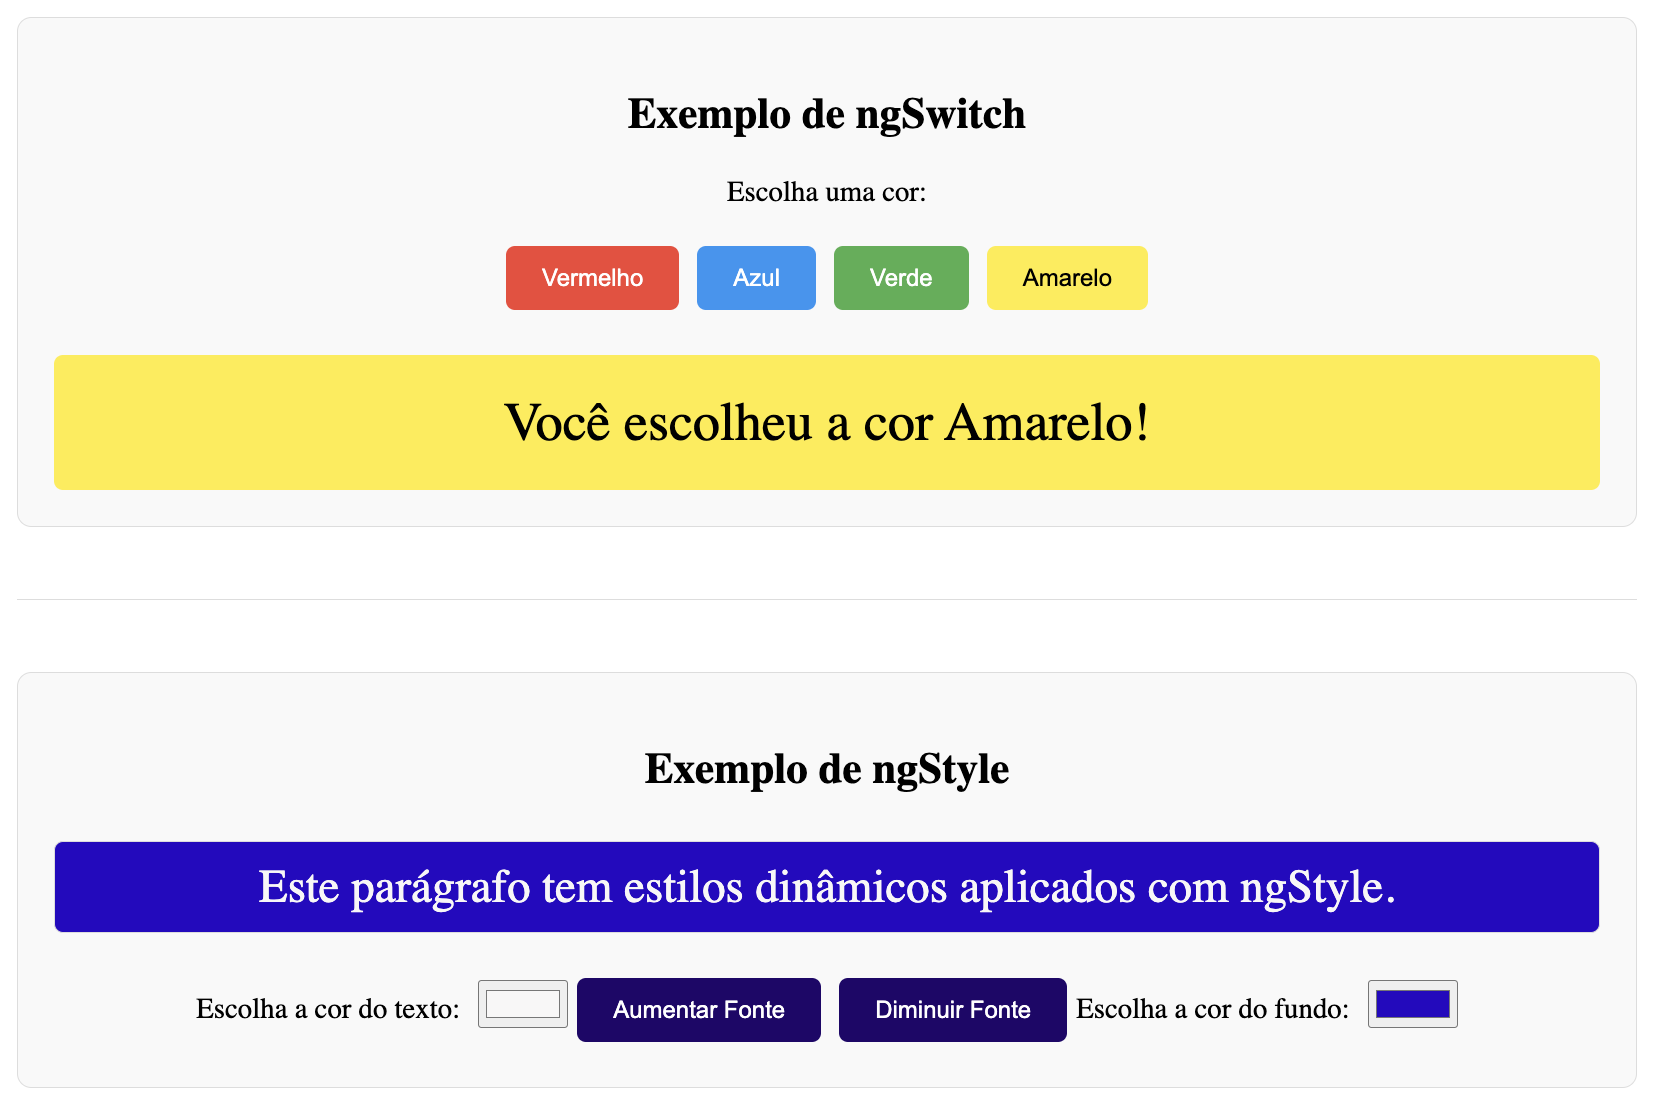 Exemplo de ngSwitch
Escolha uma cor:
Vermelho Azul Verde Amarelo
Você escolheu a cor Amarelo!
Exemplo de ngStyle
Este parágrafo tem estilos dinâmicos aplicados com ngStyle.
Escolha a cor do texto: Aumentar Fonte Diminuir Fonte Escolha a cor do fundo: